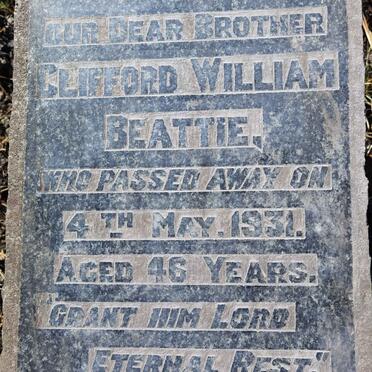 OUR DEAR BROTHER
CLIFFORD WILLIAM
BEATTIE,
WHO PASSED AWAY ON
4TH MAY. 1931.
AGED 46 YEARS.
"GRANT HIM LORD
ETERNAL REST."